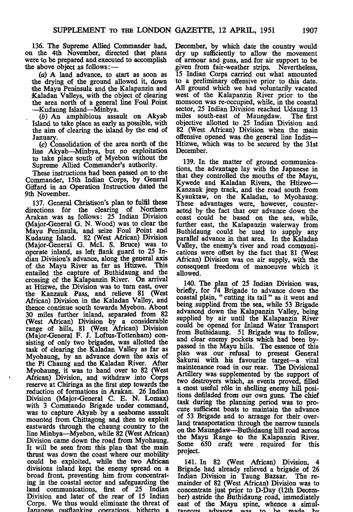 SUPPLEMENT TO THE LONDON GAZETTE, 12 APRIL, 1951 1907
136. The Supreme Allied Commander had,
on the 4th November, directed that plans
were to be prepared and executed to accomplish
the above object as follows:—
(a) A land advance, to start as soon as
the drying of the ground allowed it, down
the Mayu Peninsula and the Kalapanzin and
Kaladan Valleys, with the object of clearing
the area north of a general line Foul Point
—Kudaung Island—Minbya.
(b) An amphibious assault on Akyab
Island to take place as early as possible, with
the aim of clearing the island by the end of
January.
(c) Consolidation of the area north of the
line Akyab—Minbya, but no exploitation
to take place south of Myebon without the
Supreme Allied Commander's authority.
These instructions had been passed on to the
Commander, 15th Indian Corps, by General
Giffard in an Operation Instruction dated the
9th November.
137. General Christison's plan to fulfil these
directions for the clearing of Northern
Arakan was as follows: 25 Indian Division
(Major-General G. N. Wood) was to clear the
Mayu Peninsula, and seize Foul Point and
Kudaung Island. 82 (West African) Division
(Major-General G. McI. S. Bruce) was to
operate inland, as left flank guard to 25 In-
dian Division's advance, along the general axis
of the Mayu River as far as Htizwe. This
entailed the capture of Buthidaung and the
crossing of the Kalapanzin River. On arrival
at Htizwe, the Division was to turn east, over
the Kanzauk Pass, and relieve 81 (West
African) Division in the Kaladan Valley, and
thence continue south towards Myebon. About
30 miles further inland, separated from 82
(West African) Division by a considerable
range of hills, 81 (West African) Division
(Major-General F. J. Loftus-Tottenham) con-
sisting of only two brigades, was allotted the
task of clearing the Kaladan Valley as far as
Myohaung, by an advance down the axis of
the Pi Chaung and the Kaladan River. After
Myohaung, it was to hand over to 82 (West
African) Division, and withdraw into Corps
reserve at Chiringa as the first step towards the
reduction of formations in Arakan. 26 Indian
Division (Major-General C. E. N. Lomax)
with 3 Commando Brigade under command,
was to capture Akyab by a seaborne assault
mounted from Chittagong and then to exploit
eastwards through the chaung country to the
line Minbya—Myebon, while 82 (West African)
Division came down the road from Myohaung.
It will be seen from this plan that the main
thrust was down the coast where our mobility
could be exploited, while the two African
divisions inland kept the enemy spread on a
broad front, preventing him from concentrat-
ing in the coastal sector and safeguarding the
land communications, first of 25 Indian
Division and later of the rear of 15 Indian
Corps. We thus would eliminate the threat of
Japanese outflanking operations, hitherto a
December, by which date the country would
dry up sufficiently to allow the movement
of armour and guns, and for air support to be
given from fair-weather strips. Nevertheless,
15 Indian Corps carried out what amounted
to a preliminary offensive prior to this date.
All ground which we had voluntarily vacated
west of the Kalapanzin River prior to the
monsoon was re-occupied, while, in the coastal
sector, 25 Indian Division reached Udaung 13
miles south-east of Maungdaw. The first
objective allotted to 25 Indian Division and
82 (West African) Division when the main
offensive opened was the general line Indin—
Htizwe, which was to be secured by the 31st
December.
139. In the matter of ground communica-
tions, the advantage lay with the Japanese in
that they controlled the mouths of the Mayu,
Kywede and Kaladan Rivers, the Htizwe—
Kanzauk jeep track, and the road south from
Kyauktaw, on the Kaladan, to Myohaung.
These advantages were, however, counter-
acted by the fact that our advance down the
coast could be based on the sea, while,
further east, the Kalapanzin waterway from
Buthidaung could be used to supply any
parallel advance in that area. In the Kaladan
Valley, the enemy's river and road communi-
cations were offset by the fact that 81 (West
African) Division was on air supply, with the
consequent freedom of manoeuvre which it
allowed.
140. The plan of 25 Indian Division was,
briefly, for 74 Brigade to advance down the
coastal plain, " cutting its tail " as it went and
being supplied from the sea, while 53 Brigade
advanced down the Kalapanzin Valley, being
supplied by air until the Kalapanzin River
could be opened for Inland Water Transport
from Buthidaung. 51 Brigade was to follow,
and clear enemy pockets which had been by-
passed in the Mayu hills. The essence of this
plan was our refusal to present General
Sakurai with his favourite target—a vital
maintenance road in our rear. The Divisional
Artillery was supplemented by the support of
two destroyers which, as events proved, filled
a most useful role in shelling enemy hill posi-
tions defiladed from our own guns. The chief
task during the planning period was to pro-
cure sufficient boats to maintain the advance
of 53 Brigade and to arrange for their over-
land transportation through the narrow tunnels
on the Maungdaw—Buthidaung hill road across
the Mayu Range to the Kalapanzin River.
Some 650 craft were required for this
project.
141. In 82 (West African) Division, 4
Brigade had already relieved a brigade of 26
Indian Division in Taung Bazaar. The re-
mainder of 82 (West African) Division was to
concentrate just prior to D-Day (12th Decem-
ber) astride the Buthidaung road, immediately
east of the Mayu spine, whence a simul-
taneous advance was to be made by